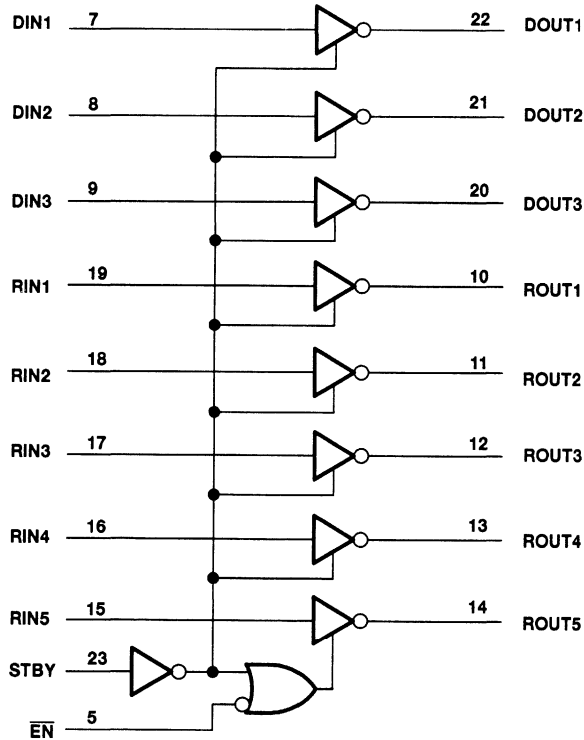 DIN1 7 22 DOUT1
DIN2 8 21 DOUT2
DIN3 9 20 DOUT3
RIN1 19 10 ROUT1
RIN2 18 11 ROUT2
RIN3 17 12 ROUT3
RIN4 16 13 ROUT4
RIN5 15 14 ROUT5
STBY 23
E̅N̅ 5